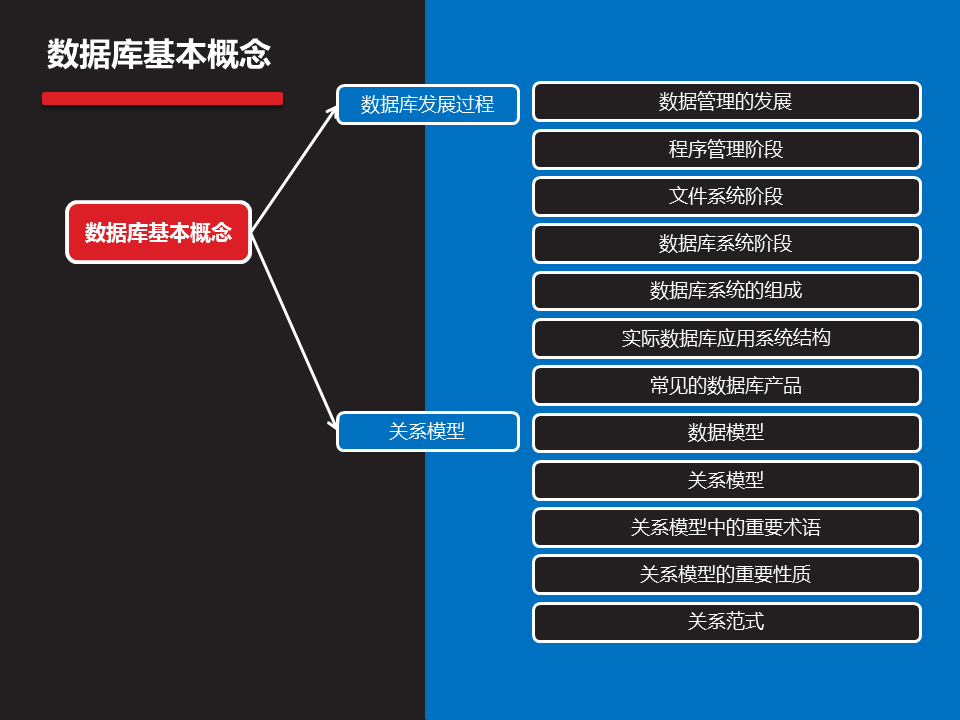 数据库基本概念
数据库基本概念
数据库发展过程
数据管理的发展
程序管理阶段
文件系统阶段
数据库系统阶段
数据库系统的组成
实际数据库应用系统结构
常见的数据库产品
关系模型
数据模型
关系模型
关系模型中的重要术语
关系模型的重要性质
关系范式